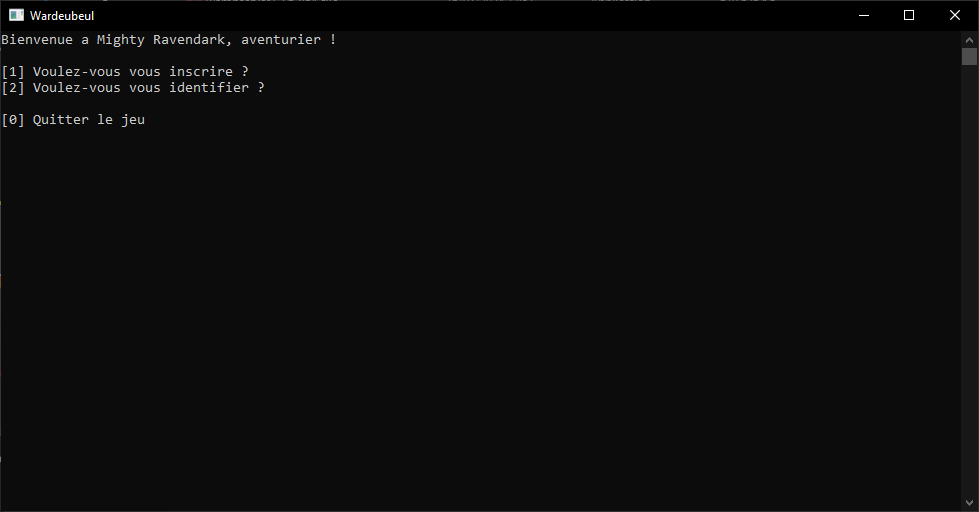 Wardeubeul
Bienvenue a Mighty Ravendark, aventurier !
[1] Voulez-vous vous inscrire ?
[2] Voulez-vous vous identifier ?
[0] Quitter le jeu